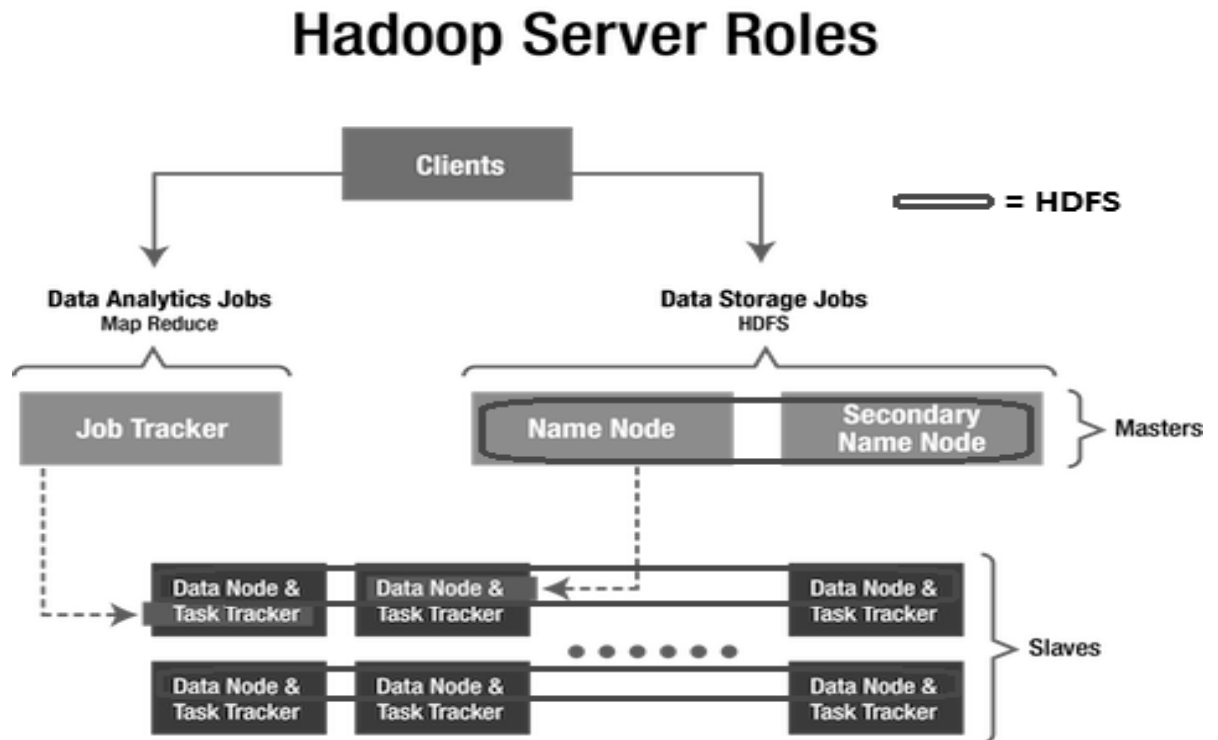 Hadoop Server Roles
Clients
= HDFS
Data Analytics Jobs
Map Reduce
Data Storage Jobs
HDFS
Job Tracker
Name Node
Secondary
Name Node
Masters
Data Node &
Task Tracker
Data Node &
Task Tracker
Data Node &
Task Tracker
Slaves
Data Node &
Task Tracker
Data Node &
Task Tracker
Data Node &
Task Tracker